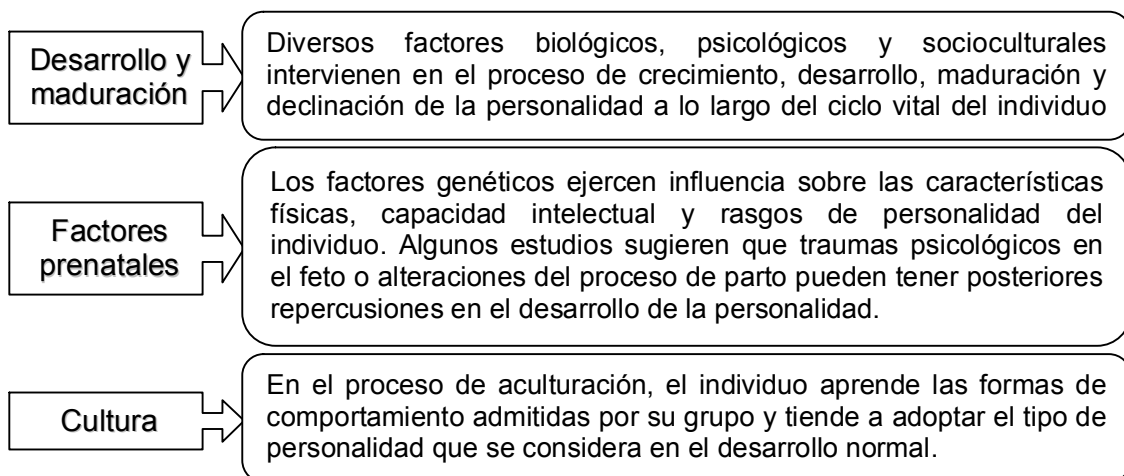 Desarrollo y
maduración
Diversos factores biológicos, psicológicos y socioculturales
intervienen en el proceso de crecimiento, desarrollo, maduración y
declinación de la personalidad a lo largo del ciclo vital del individuo
Factores
prenatales
Los factores genéticos ejercen influencia sobre las características
físicas, capacidad intelectual y rasgos de personalidad del
individuo. Algunos estudios sugieren que traumas psicológicos en
el feto o alteraciones del proceso de parto pueden tener posteriores
repercusiones en el desarrollo de la personalidad.
Cultura
En el proceso de aculturación, el individuo aprende las formas de
comportamiento admitidas por su grupo y tiende a adoptar el tipo de
personalidad que se considera en el desarrollo normal.